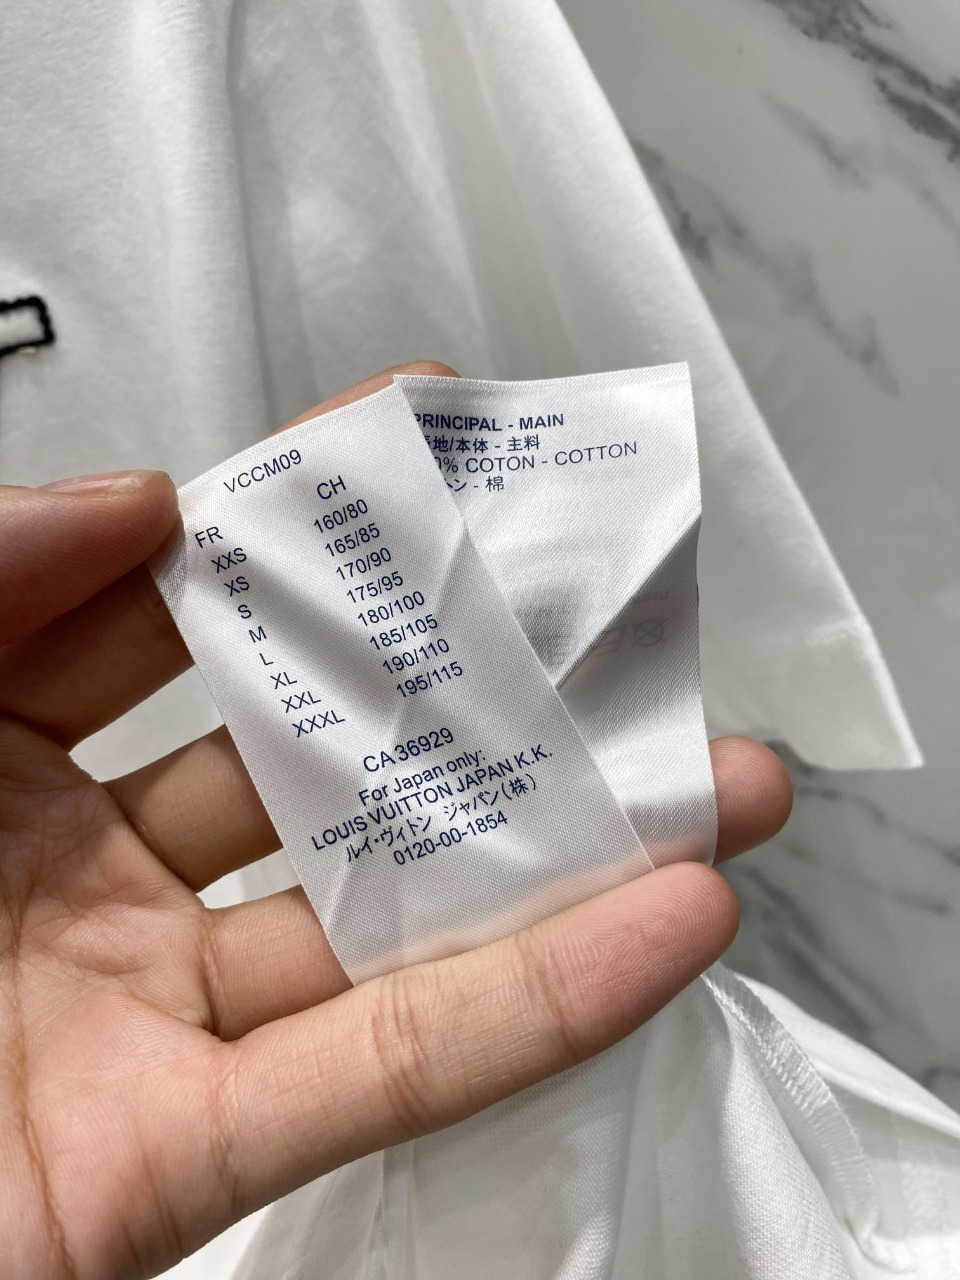 VCCM09
FR CH
XXS 160/80
XS 165/85
S 170/90
M 175/95
L 180/100
XL 185/105
XXL 190/110
XXXL 195/115
CA36929
For Japan only:
LOUIS VUITTON JAPAN K.K.
ルイ・ヴィトン ジャパン(株)
0120-00-1854
PRINCIPAL - MAIN
地/本体 - 主料
% COTON - COTTON
ン - 棉